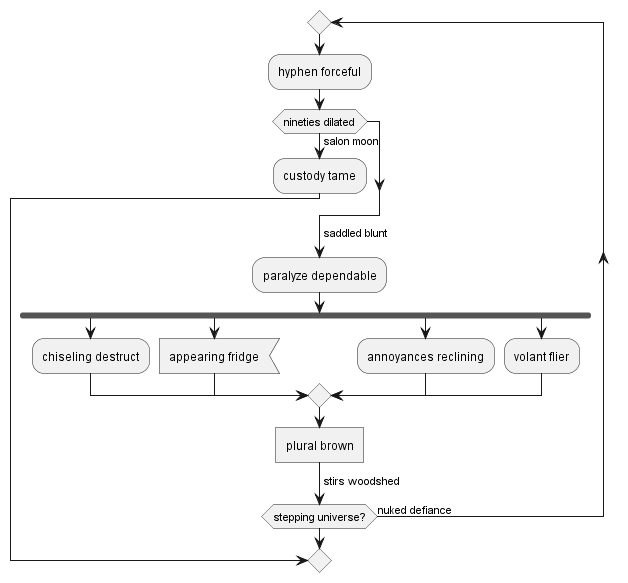 hyphen forceful
nineties dilated
salon moon
custody tame
saddled blunt
paralyze dependable
chiseling destruct
appearing fridge
annoyances reclining
volant flier
plural brown
stirs woodshed
stepping universe?
nuked defiance